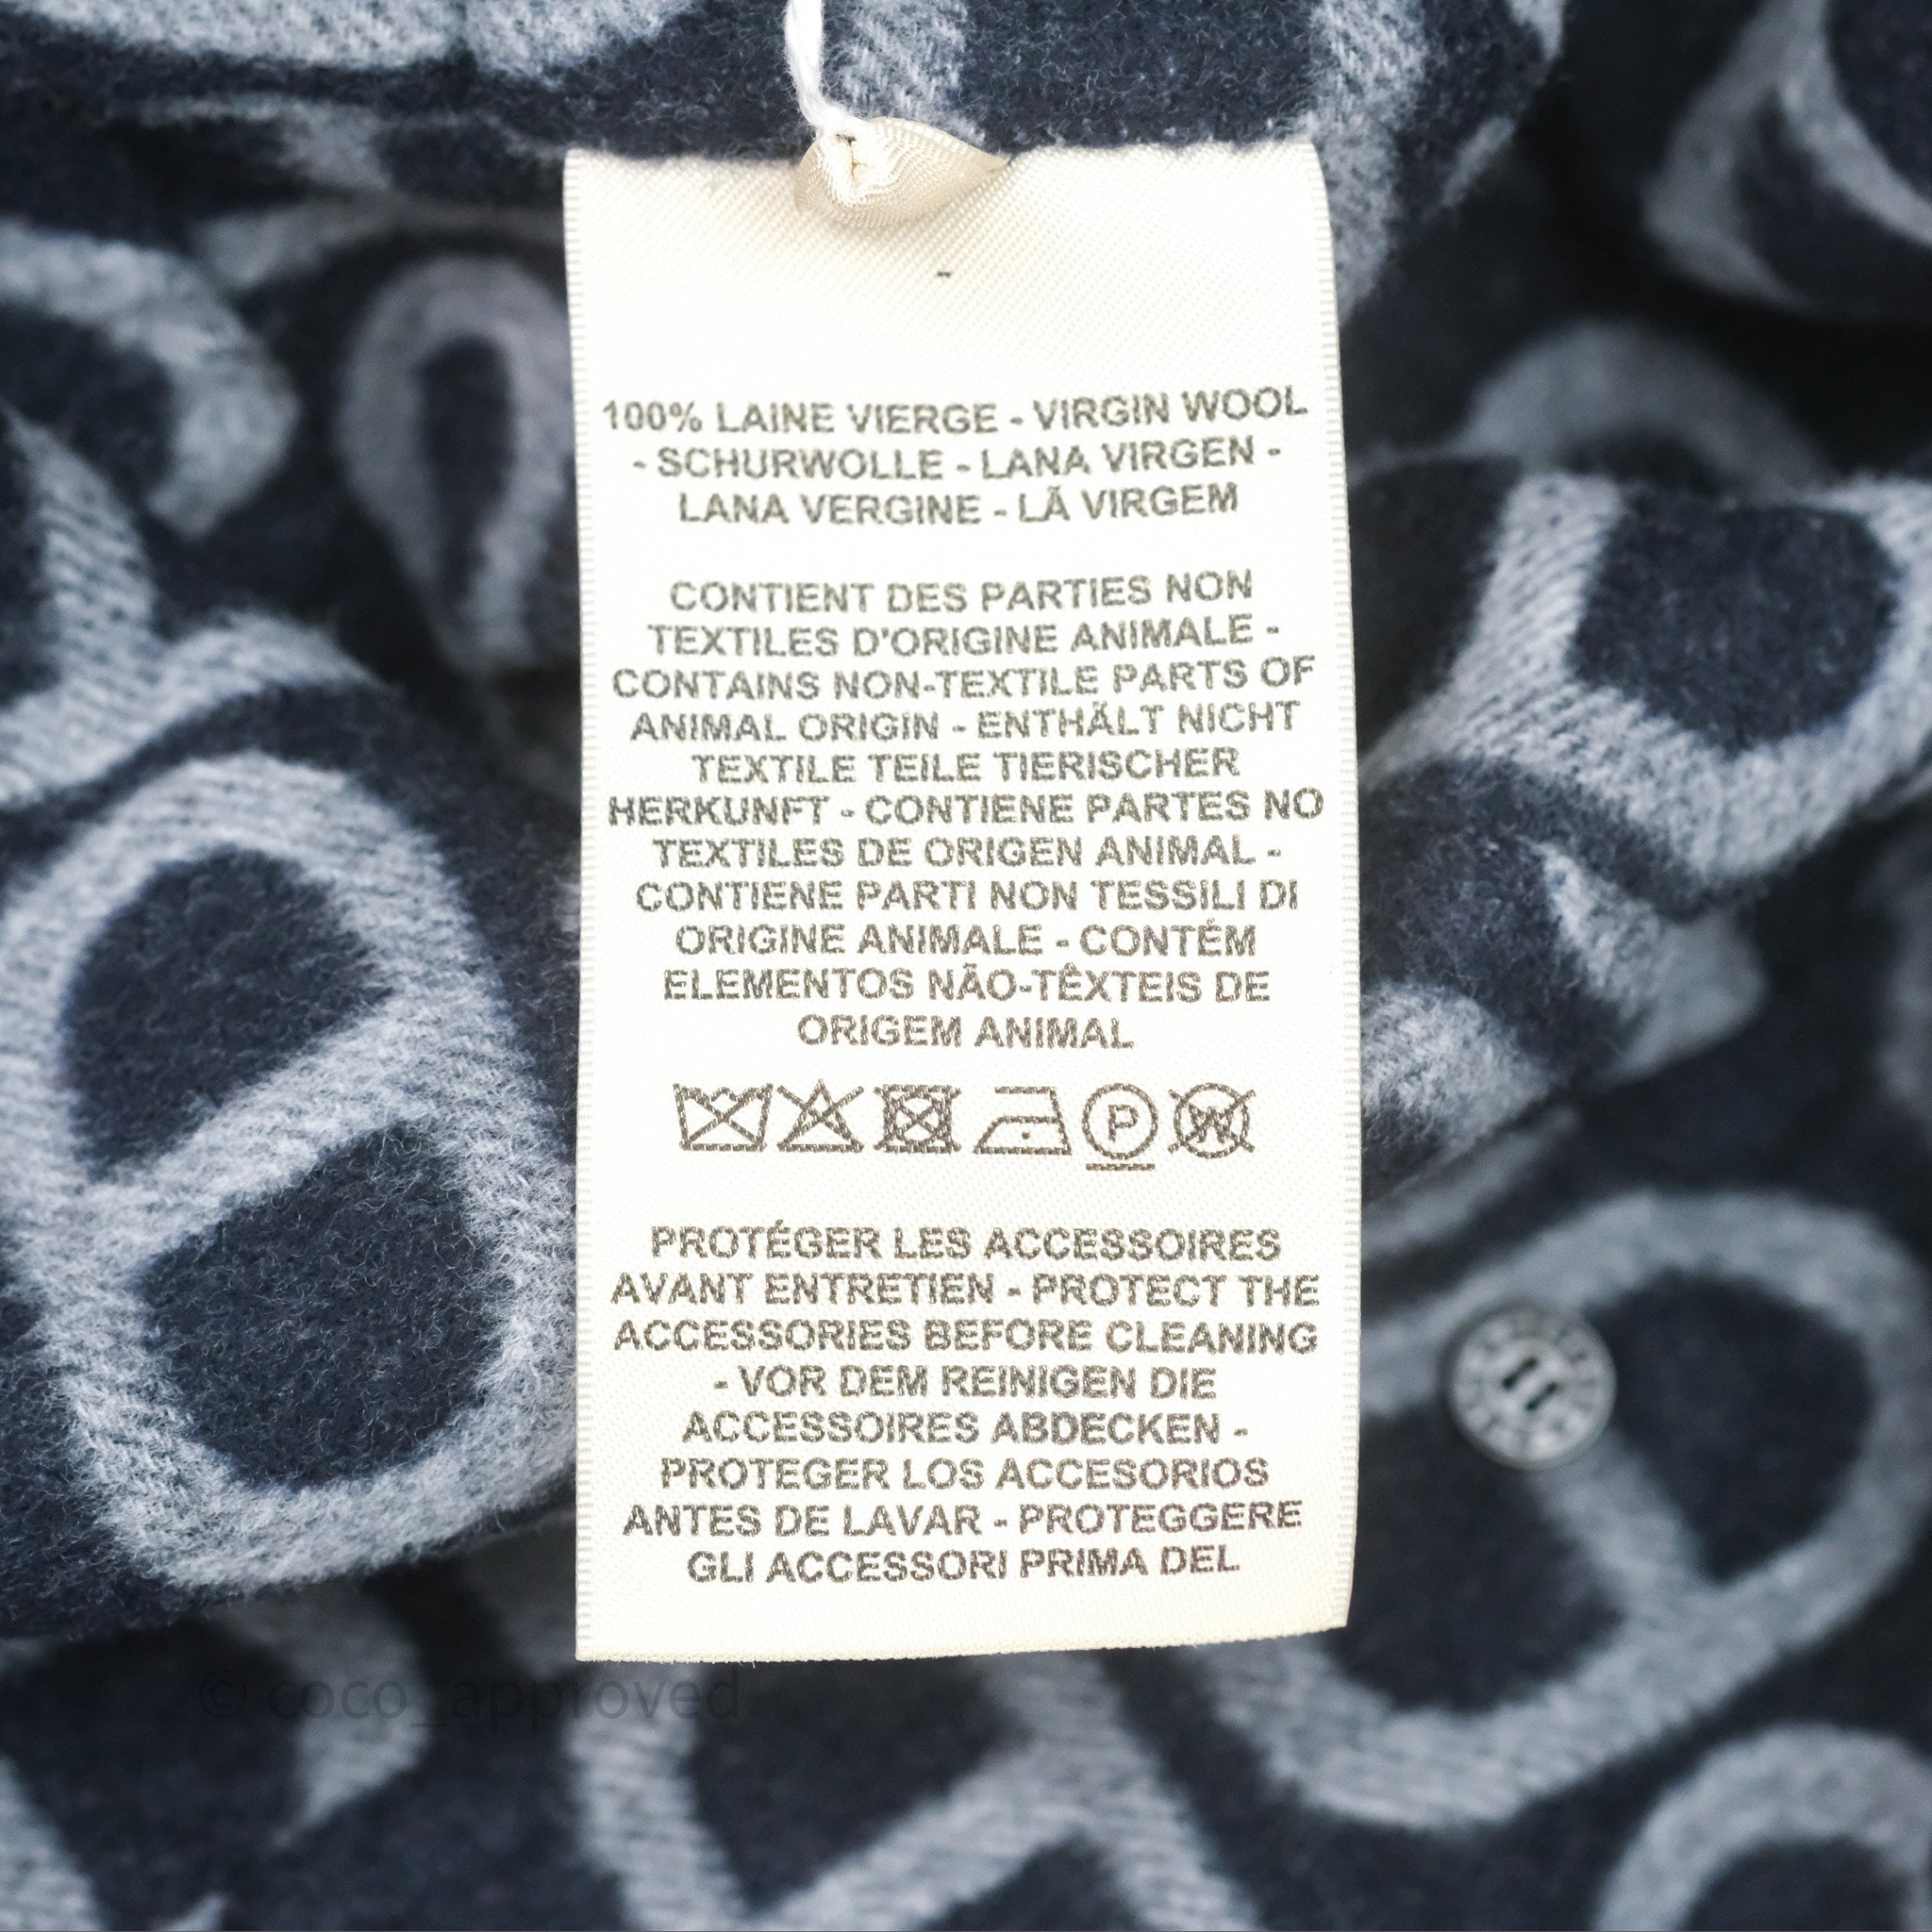 100% LAINE VIERGE - VIRGIN WOOL
- SCHURWOLLE - LANA VIRGEN -
LANA VERGINE - LÃ VIRGEM
CONTIENT DES PARTIES NON
TEXTILES D'ORIGINE ANIMALE -
CONTAINS NON-TEXTILE PARTS OF
ANIMAL ORIGIN - ENTHÄLT NICHT
TEXTILE TEILE TIERISCHER
HERKUNFT - CONTIENE PARTES NO
TEXTILES DE ORIGEN ANIMAL -
CONTIENE PARTI NON TESSILI DI
ORIGINE ANIMALE - CONTÉM
ELEMENTOS NÃO-TÊXTEIS DE
ORIGEM ANIMAL
P W
PROTÉGER LES ACCESSOIRES
AVANT ENTRETIEN - PROTECT THE
ACCESSORIES BEFORE CLEANING
- VOR DEM REINIGEN DIE
ACCESSOIRES ABDECKEN -
PROTEGER LOS ACCESORIOS
ANTES DE LAVAR - PROTEGGERE
GLI ACCESSORI PRIMA DEL
© coco_approved